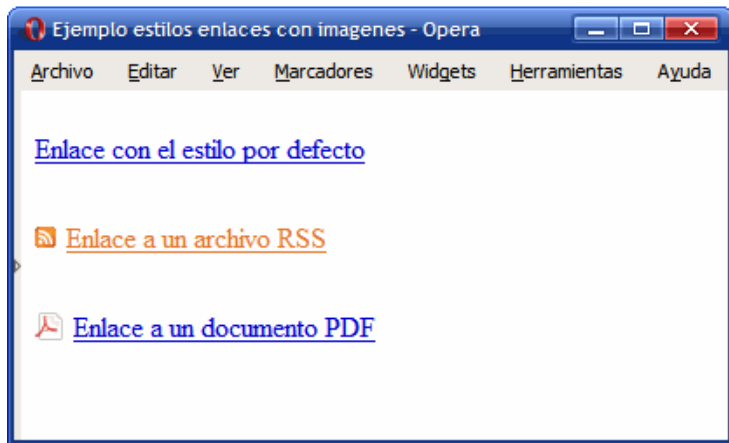 Ejemplo estilos enlaces con imagenes - Opera
Archivo Editar Ver Marcadores Widgets Herramientas Ayuda
Enlace con el estilo por defecto
Enlace a un archivo RSS
Enlace a un documento PDF